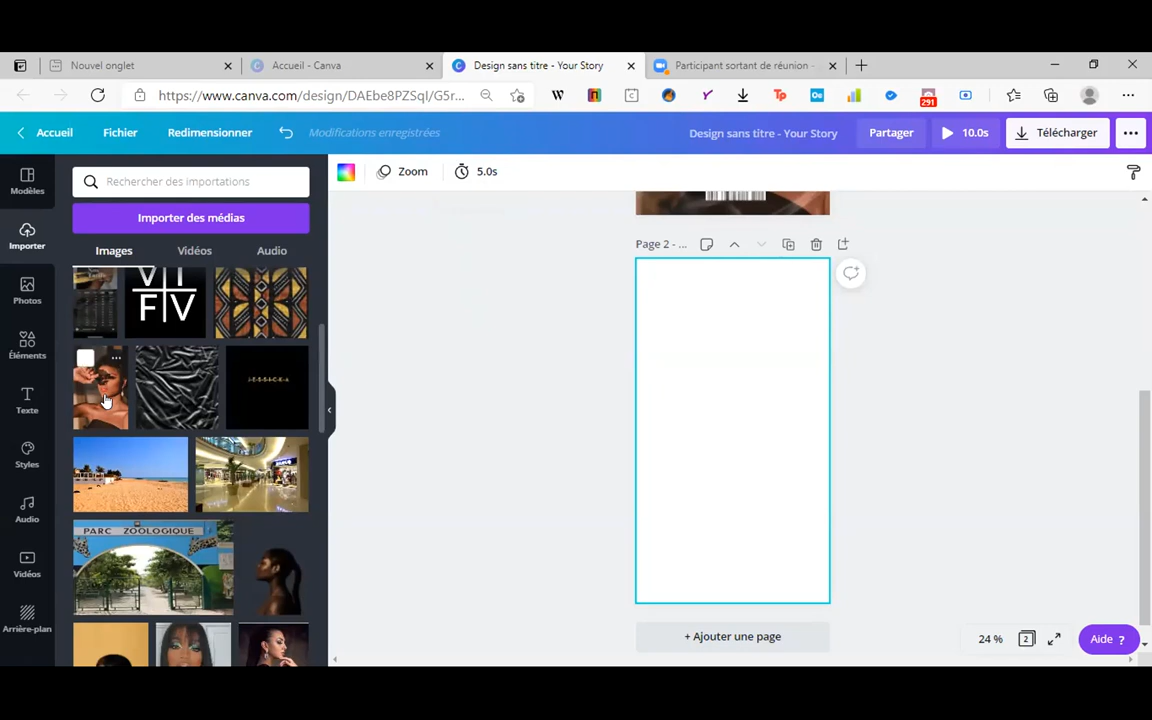 Nouvel onglet
Accueil - Canva
Design sans titre - Your Story
Participant sortant de réunion -
https://www.canva.com/design/DAEbe8PZSqI/G5r...
291
Accueil
Fichier
Redimensionner
Modifications enregistrées
Design sans titre - Your Story
Partager
10.0s
Télécharger
Modèles
Rechercher des importations
Zoom
5.0s
Importer
Importer des médias
Images
Vidéos
Audio
Page 2 - ...
Photos
VI
FV
Éléments
J-E-S-S-I-C-K-A
Texte
Styles
Audio
PARC ZOOLOGIQUE
Vidéos
Arrière-plan
+ Ajouter une page
24 %
2
Aide ?